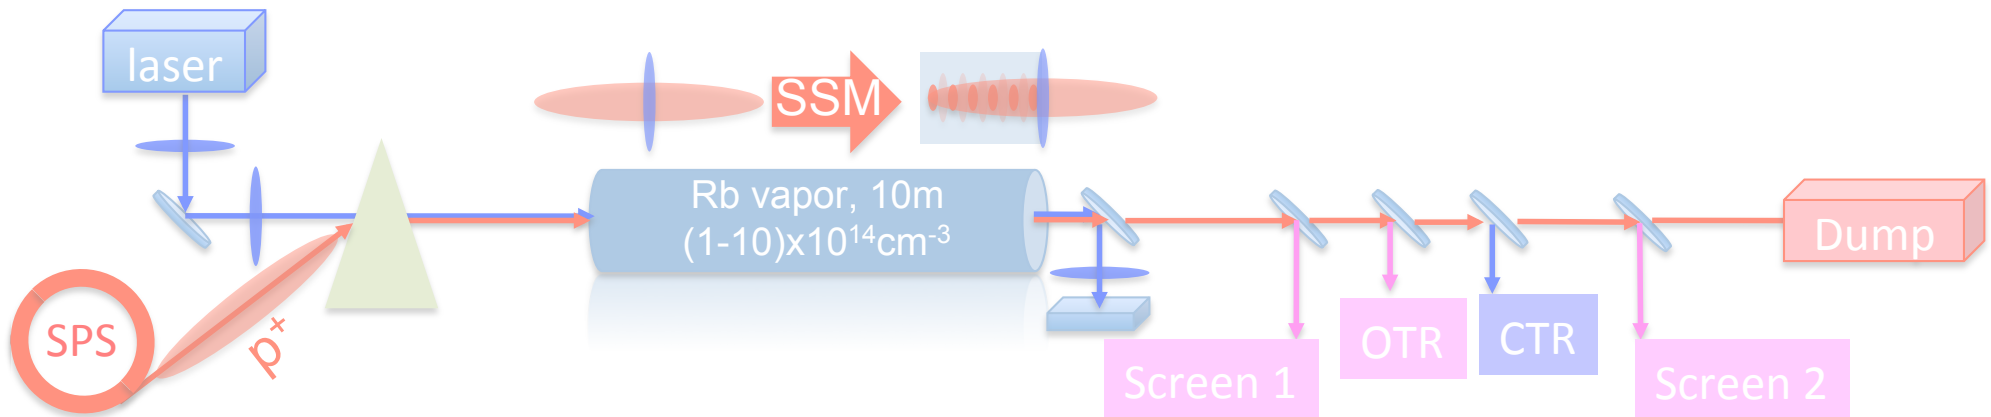 laser
SSM
Rb vapor, 10m
(1-10)x10¹⁴cm⁻³
SPS
p⁺
Screen 1
OTR
CTR
Screen 2
Dump